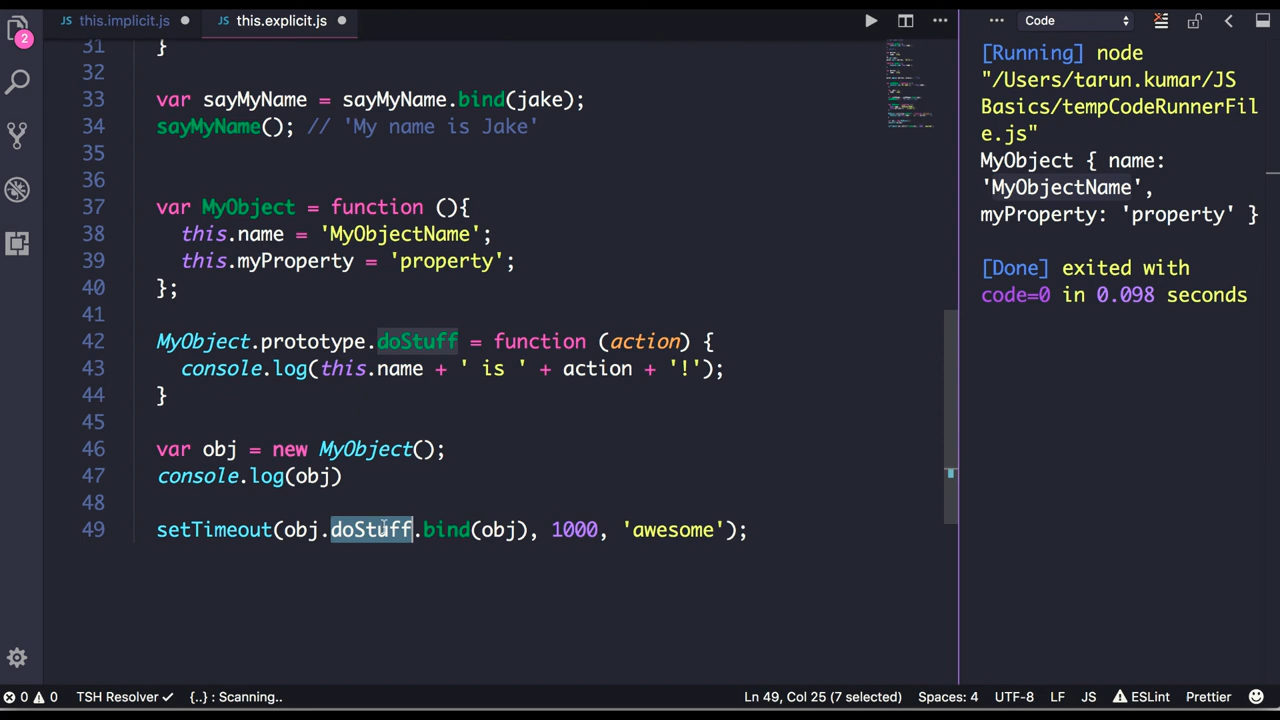 JS this.implicit.js
JS this.explicit.js
Code
2
31 }
32
33 var sayMyName = sayMyName.bind(jake);
34 sayMyName(); // 'My name is Jake'
35
36
37 var MyObject = function (){
38 this.name = 'MyObjectName';
39 this.myProperty = 'property';
40 };
41
42 MyObject.prototype.doStuff = function (action) {
43 console.log(this.name + ' is ' + action + '!');
44 }
45
46 var obj = new MyObject();
47 console.log(obj)
48
49 setTimeout(obj.doStuff.bind(obj), 1000, 'awesome');
[Running] node
"/Users/tarun.kumar/JS
Basics/tempCodeRunnerFil
e.js"
MyObject { name:
'MyObjectName',
myProperty: 'property' }
[Done] exited with
code=0 in 0.098 seconds
0 0 TSH Resolver {..} : Scanning.. Ln 49, Col 25 (7 selected) Spaces: 4 UTF-8 LF JS ESLint Prettier